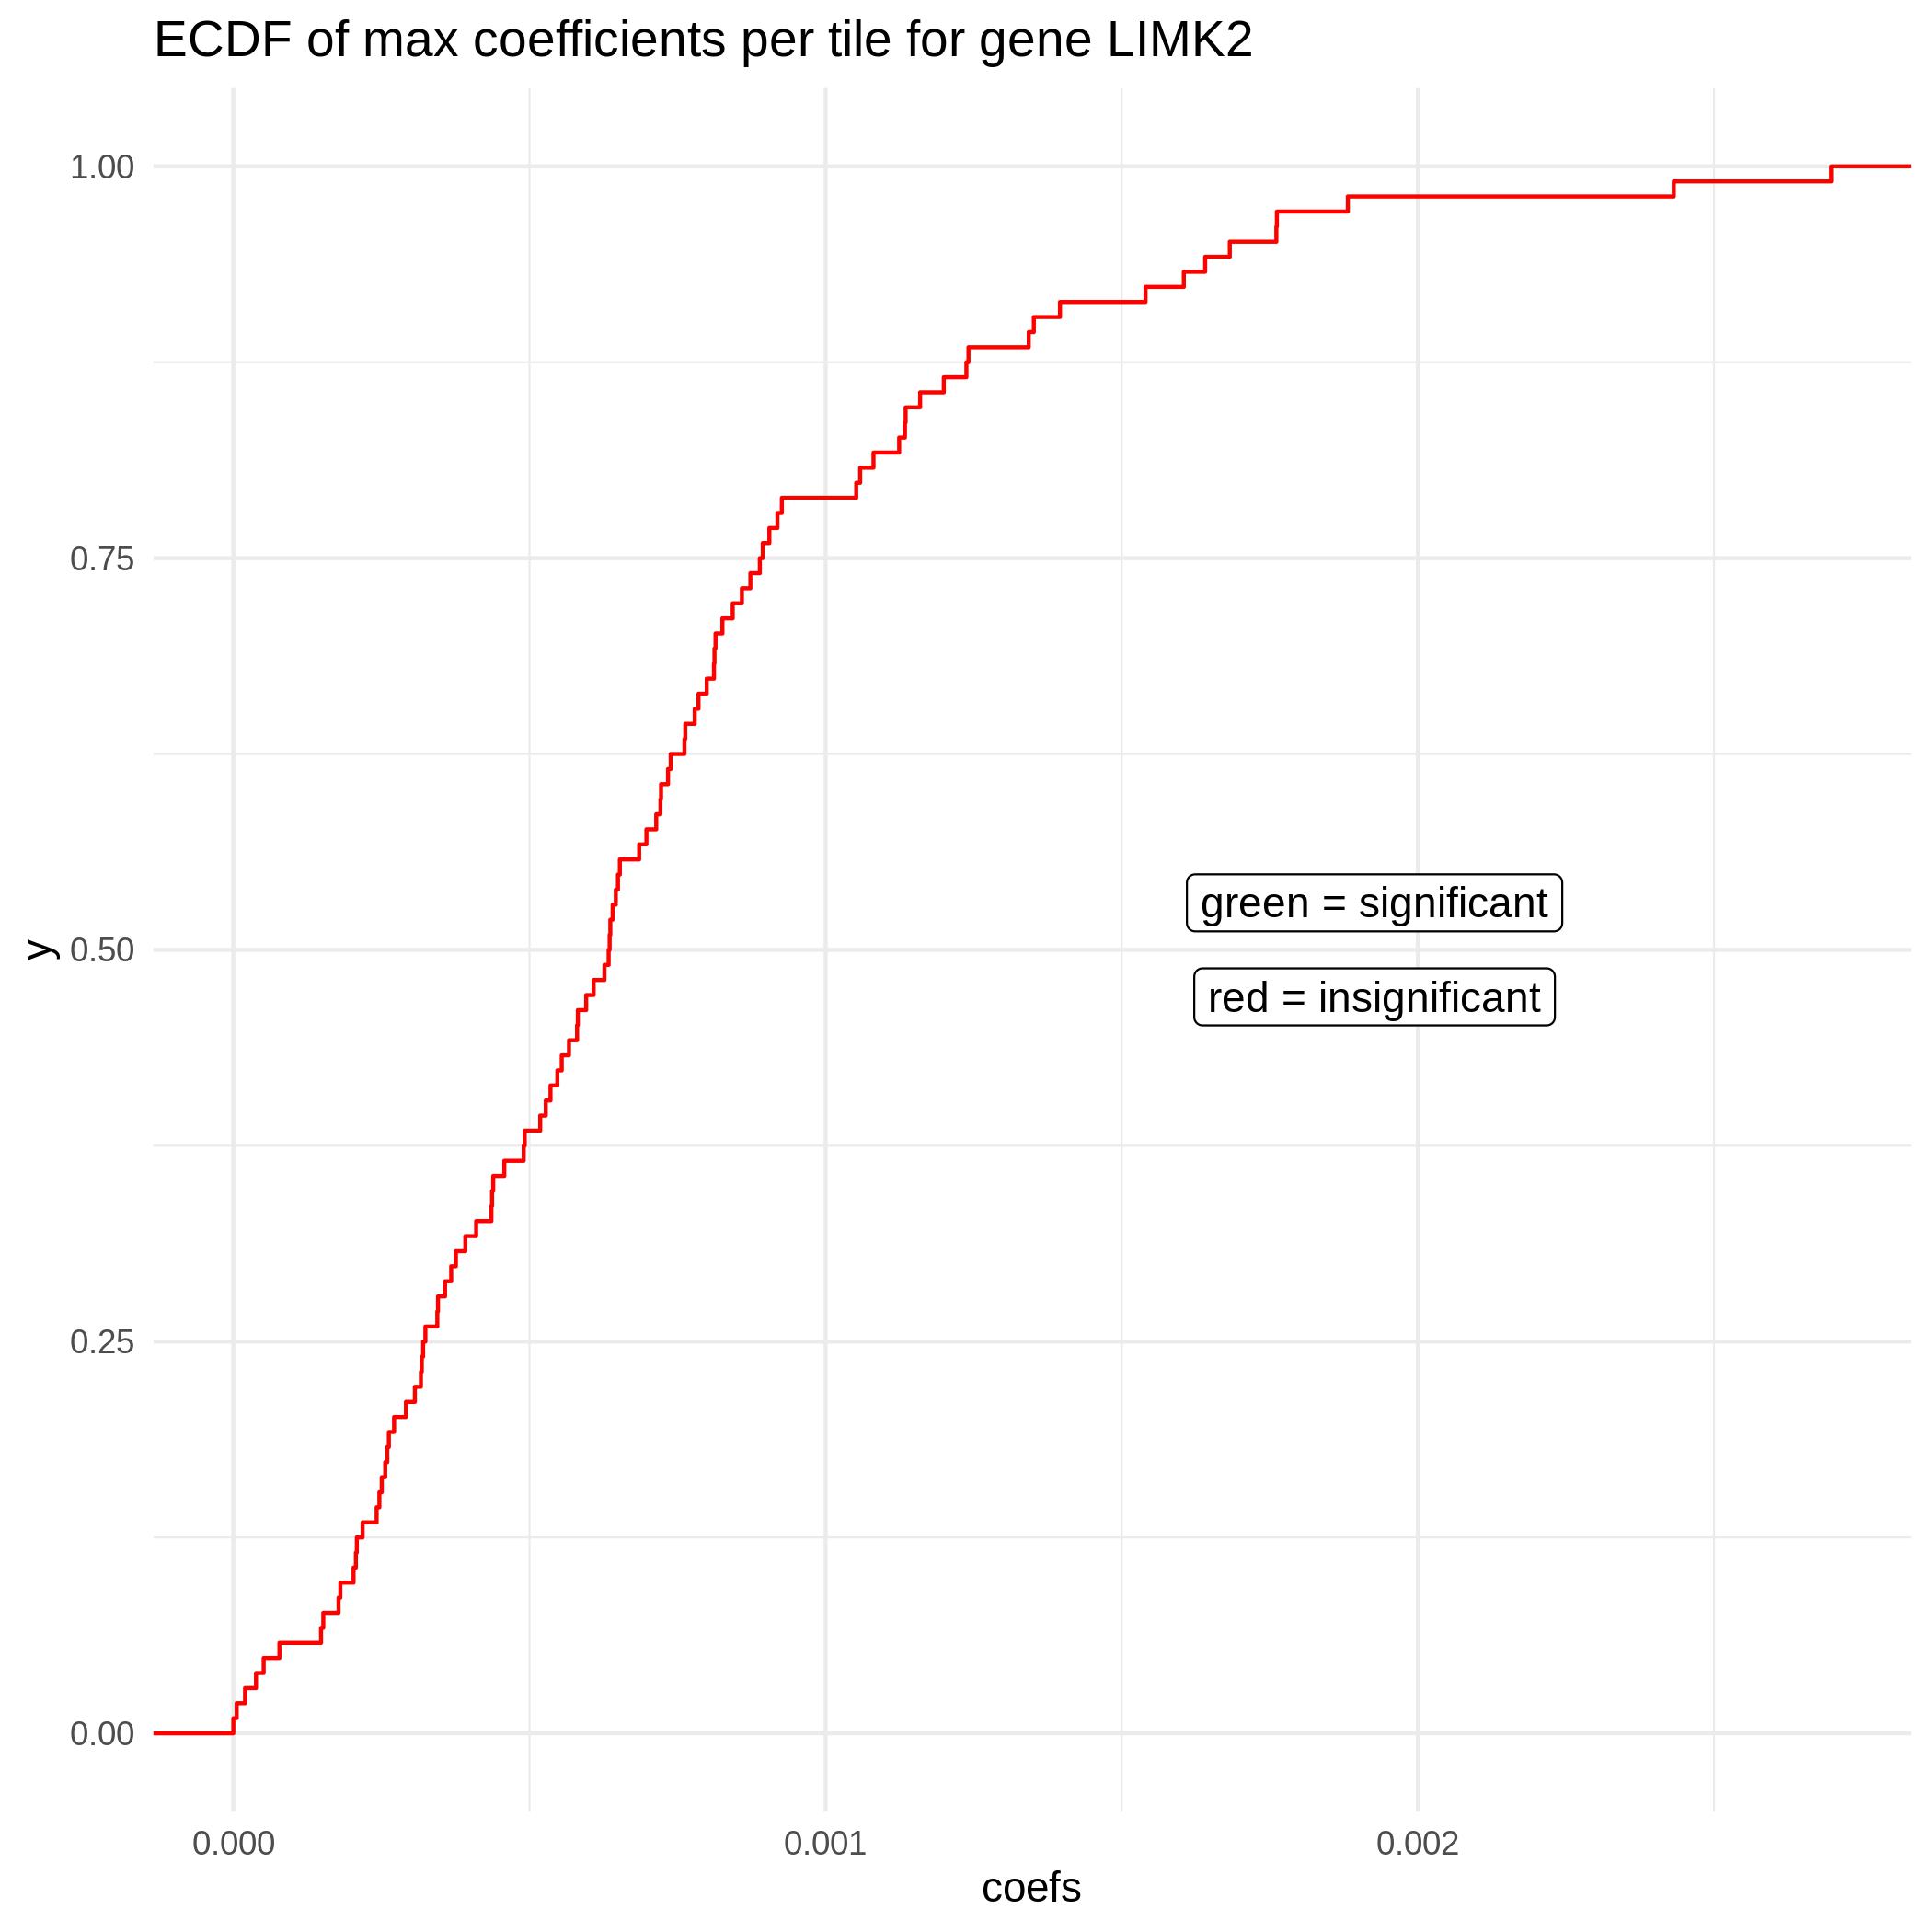 ECDF of max coefficients per tile for gene LIMK2
1.00
0.75
0.50
0.25
0.00
y
green = significant
red = insignificant
0.000 0.001 0.002
coefs